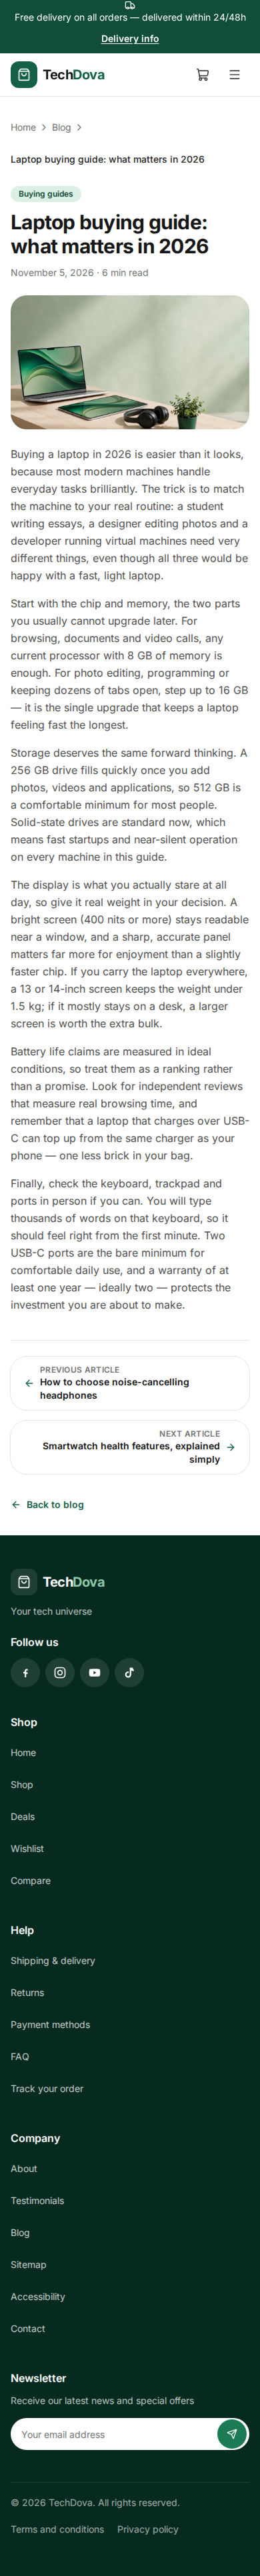 Free delivery on all orders — delivered within 24/48h
Delivery info
TechDova
Home > Blog >
Laptop buying guide: what matters in 2026
Buying guides
Laptop buying guide:
what matters in 2026
November 5, 2026 · 6 min read
Buying a laptop in 2026 is easier than it looks,
because most modern machines handle
everyday tasks brilliantly. The trick is to match
the machine to your real routine: a student
writing essays, a designer editing photos and a
developer running virtual machines need very
different things, even though all three would be
happy with a fast, light laptop.
Start with the chip and memory, the two parts
you usually cannot upgrade later. For
browsing, documents and video calls, any
current processor with 8 GB of memory is
enough. For photo editing, programming or
keeping dozens of tabs open, step up to 16 GB
— it is the single upgrade that keeps a laptop
feeling fast the longest.
Storage deserves the same forward thinking. A
256 GB drive fills quickly once you add
photos, videos and applications, so 512 GB is
a comfortable minimum for most people.
Solid-state drives are standard now, which
means fast startups and near-silent operation
on every machine in this guide.
The display is what you actually stare at all
day, so give it real weight in your decision. A
bright screen (400 nits or more) stays readable
near a window, and a sharp, accurate panel
matters far more for enjoyment than a slightly
faster chip. If you carry the laptop everywhere,
a 13 or 14-inch screen keeps the weight under
1.5 kg; if it mostly stays on a desk, a larger
screen is worth the extra bulk.
Battery life claims are measured in ideal
conditions, so treat them as a ranking rather
than a promise. Look for independent reviews
that measure real browsing time, and
remember that a laptop that charges over USB-
C can top up from the same charger as your
phone — one less brick in your bag.
Finally, check the keyboard, trackpad and
ports in person if you can. You will type
thousands of words on that keyboard, so it
should feel right from the first minute. Two
USB-C ports are the bare minimum for
comfortable daily use, and a warranty of at
least one year — ideally two — protects the
investment you are about to make.
PREVIOUS ARTICLE
How to choose noise-cancelling
headphones
NEXT ARTICLE
Smartwatch health features, explained
simply
Back to blog
TechDova
Your tech universe
Follow us
Shop
Home
Shop
Deals
Wishlist
Compare
Help
Shipping & delivery
Returns
Payment methods
FAQ
Track your order
Company
About
Testimonials
Blog
Sitemap
Accessibility
Contact
Newsletter
Receive our latest news and special offers
Your email address
© 2026 TechDova. All rights reserved.
Terms and conditions Privacy policy